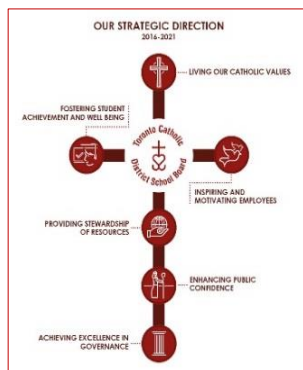 OUR STRATEGIC DIRECTION
2016-2021
LIVING OUR CATHOLIC VALUES
FOSTERING STUDENT
ACHIEVEMENT AND WELL BEING
Toronto Catholic
District School Board
INSPIRING AND
MOTIVATING EMPLOYEES
PROVIDING STEWARDSHIP
OF RESOURCES
ENHANCING PUBLIC
CONFIDENCE
ACHIEVING EXCELLENCE IN
GOVERNANCE